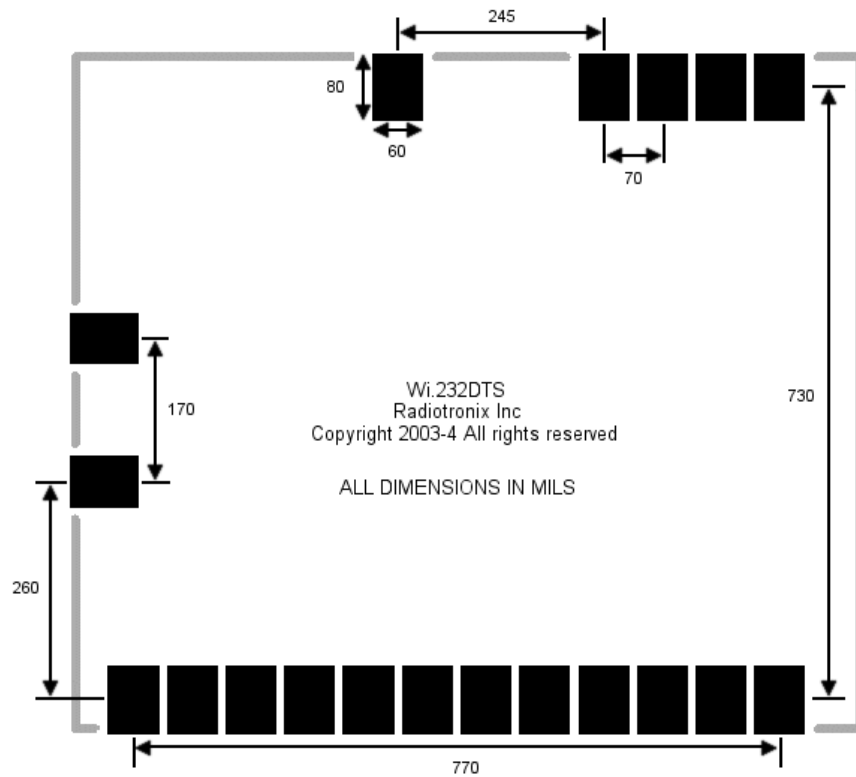 245
80
60
70
Wi.232DTS
Radiotronix Inc
Copyright 2003-4 All rights reserved
730
170
ALL DIMENSIONS IN MILS
260
770